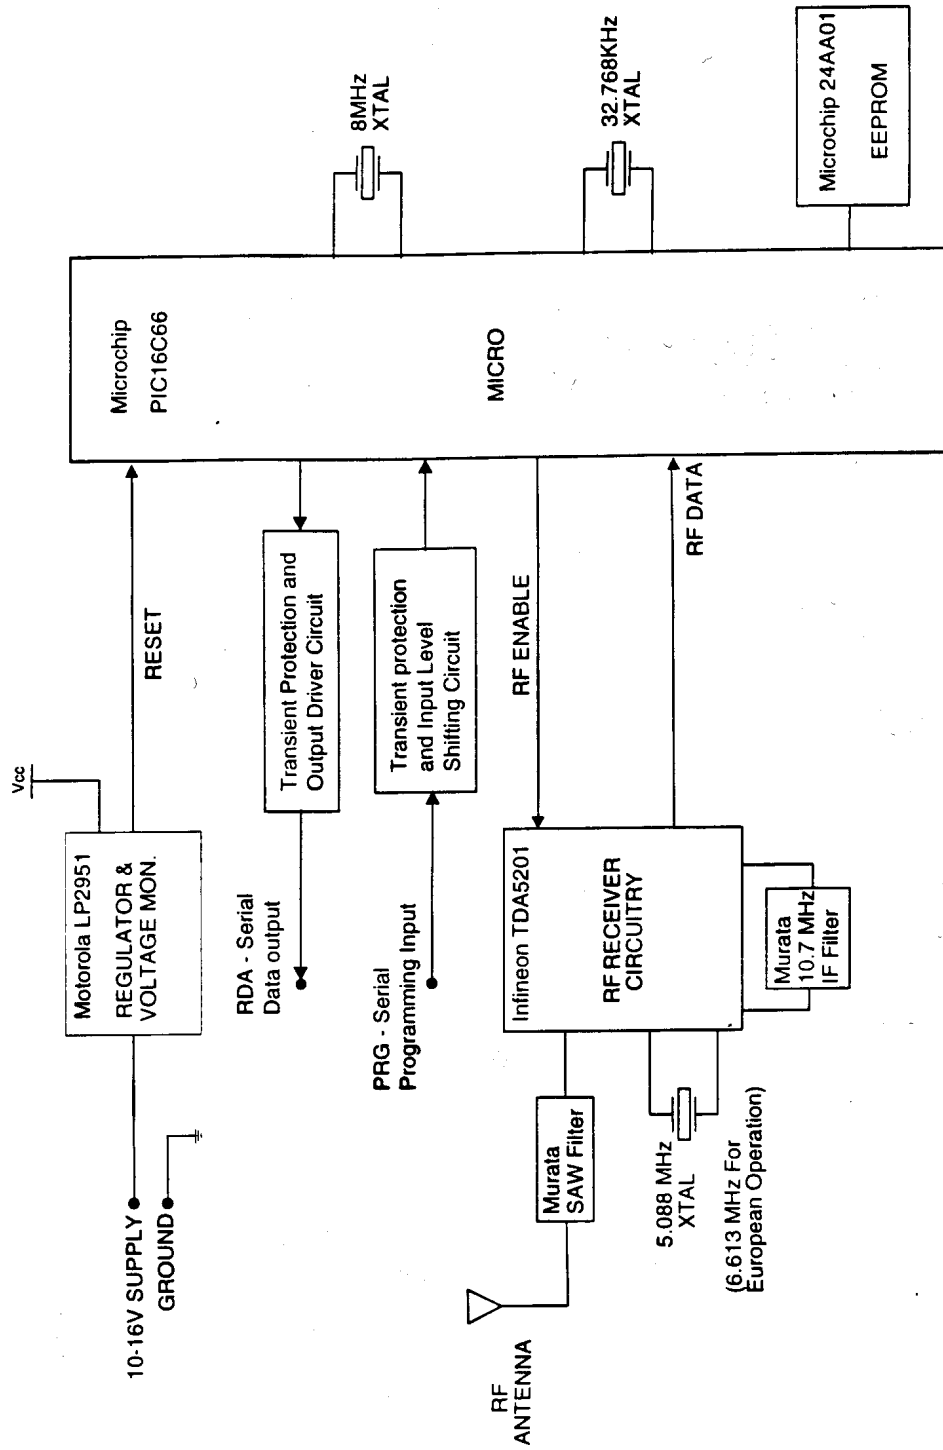 10-16V SUPPLY
GROUND
Motorola LP2951
REGULATOR &
VOLTAGE MON.
Vcc
RESET
Microchip
PIC16C66
MICRO
8MHz
XTAL
32.768KHz
XTAL
Microchip 24AA01
EEPROM
RDA - Serial
Data output
Transient Protection and
Output Driver Circuit
PRG - Serial
Programming Input
Transient protection
and Input Level
Shifting Circuit
RF ENABLE
RF DATA
RF
ANTENNA
Murata
SAW Filter
Infineon TDA5201
RF RECEIVER
CIRCUITRY
5.088 MHz
XTAL
(6.613 MHz For
European Operation)
Murata
10.7 MHz
IF Filter